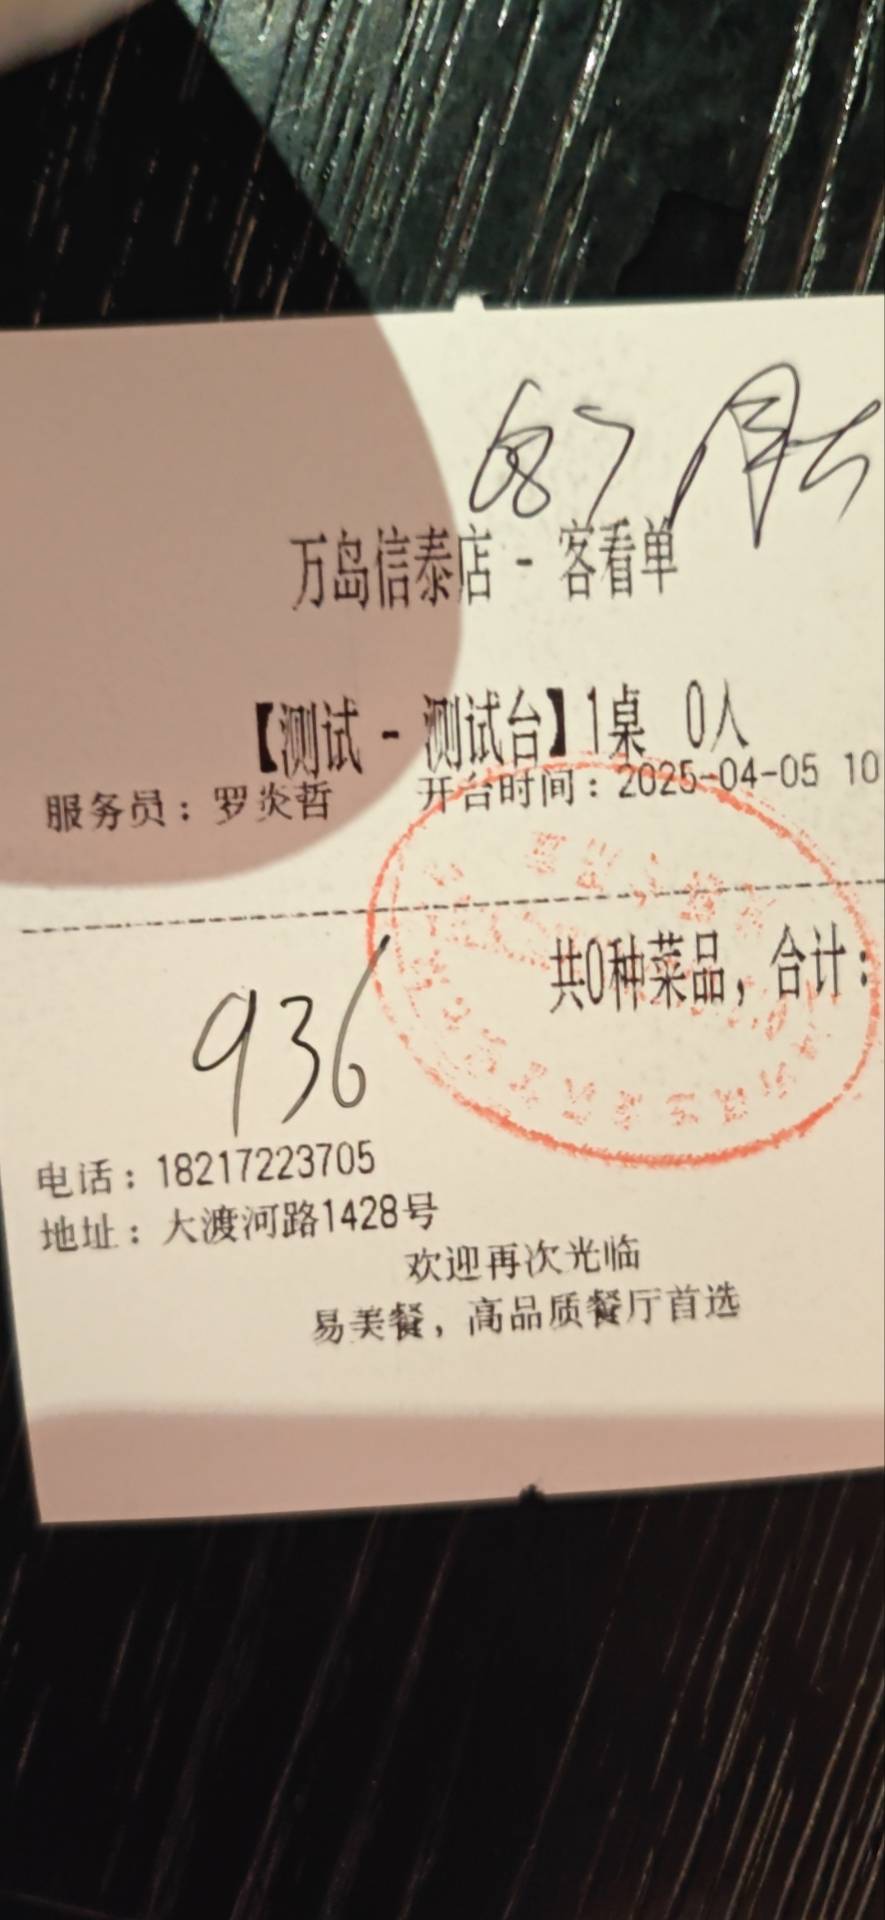 687
万岛信泰店 - 客看单
【测试 - 测试台】1桌 0人
服务员：罗炎哲 开台时间：2025-04-05 10
共0种菜品，合计：
936
电话：18217223705
地址：大渡河路1428号
欢迎再次光临
易美餐，高品质餐厅首选